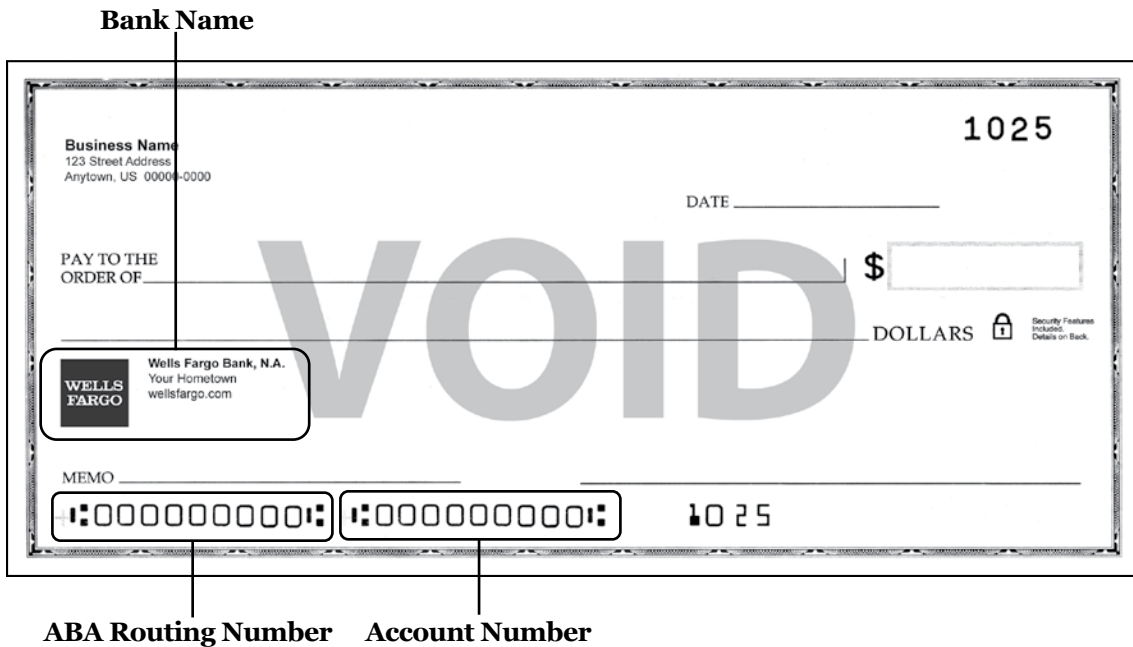 Bank Name
1025
Business Name
123 Street Address
Anytown, US 00000-0000
DATE
PAY TO THE
ORDER OF
$
VOID
DOLLARS
Security Features
Included.
Details on Back.
WELLS
FARGO
Wells Fargo Bank, N.A.
Your Hometown
wellsfargo.com
MEMO
⑆000000000⑆ ⑆000000000⑆ 1025
ABA Routing Number Account Number